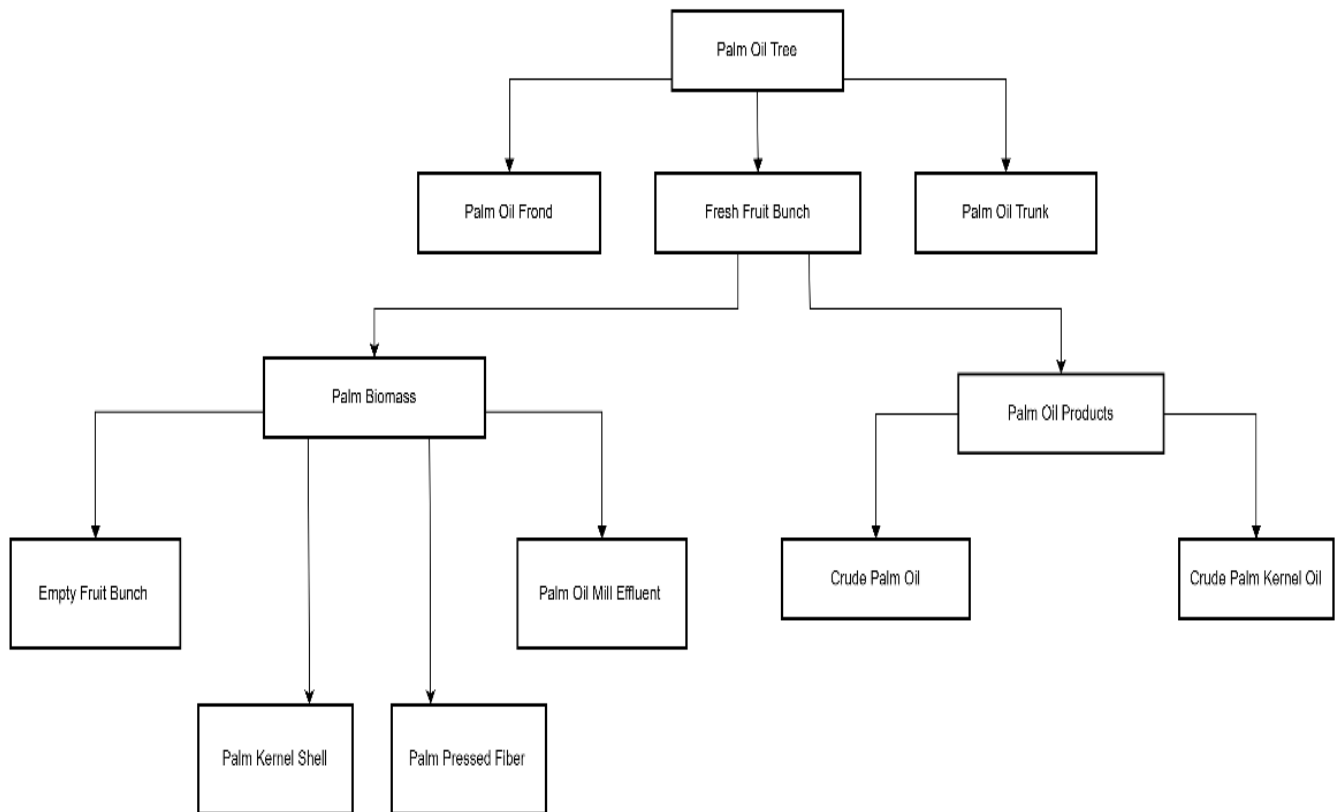 Palm Oil Tree
Palm Oil Frond
Fresh Fruit Bunch
Palm Oil Trunk
Palm Biomass
Palm Oil Products
Empty Fruit Bunch
Palm Oil Mill Effluent
Crude Palm Oil
Crude Palm Kernel Oil
Palm Kernel Shell
Palm Pressed Fiber